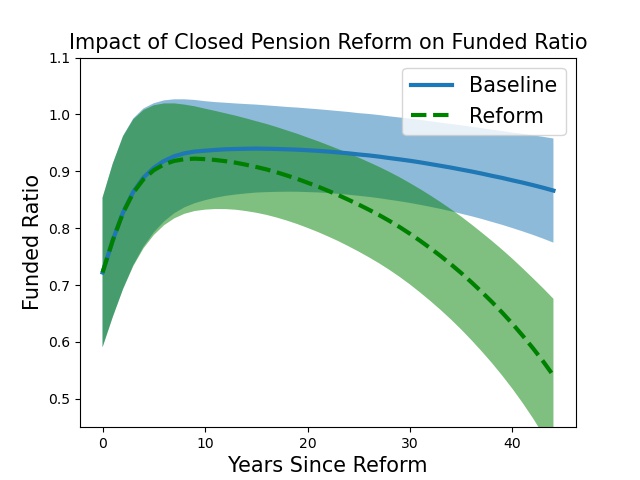 Impact of Closed Pension Reform on Funded Ratio
1.1
1.0
0.9
0.8
0.7
0.6
0.5
Funded Ratio
Baseline
Reform
0 10 20 30 40
Years Since Reform